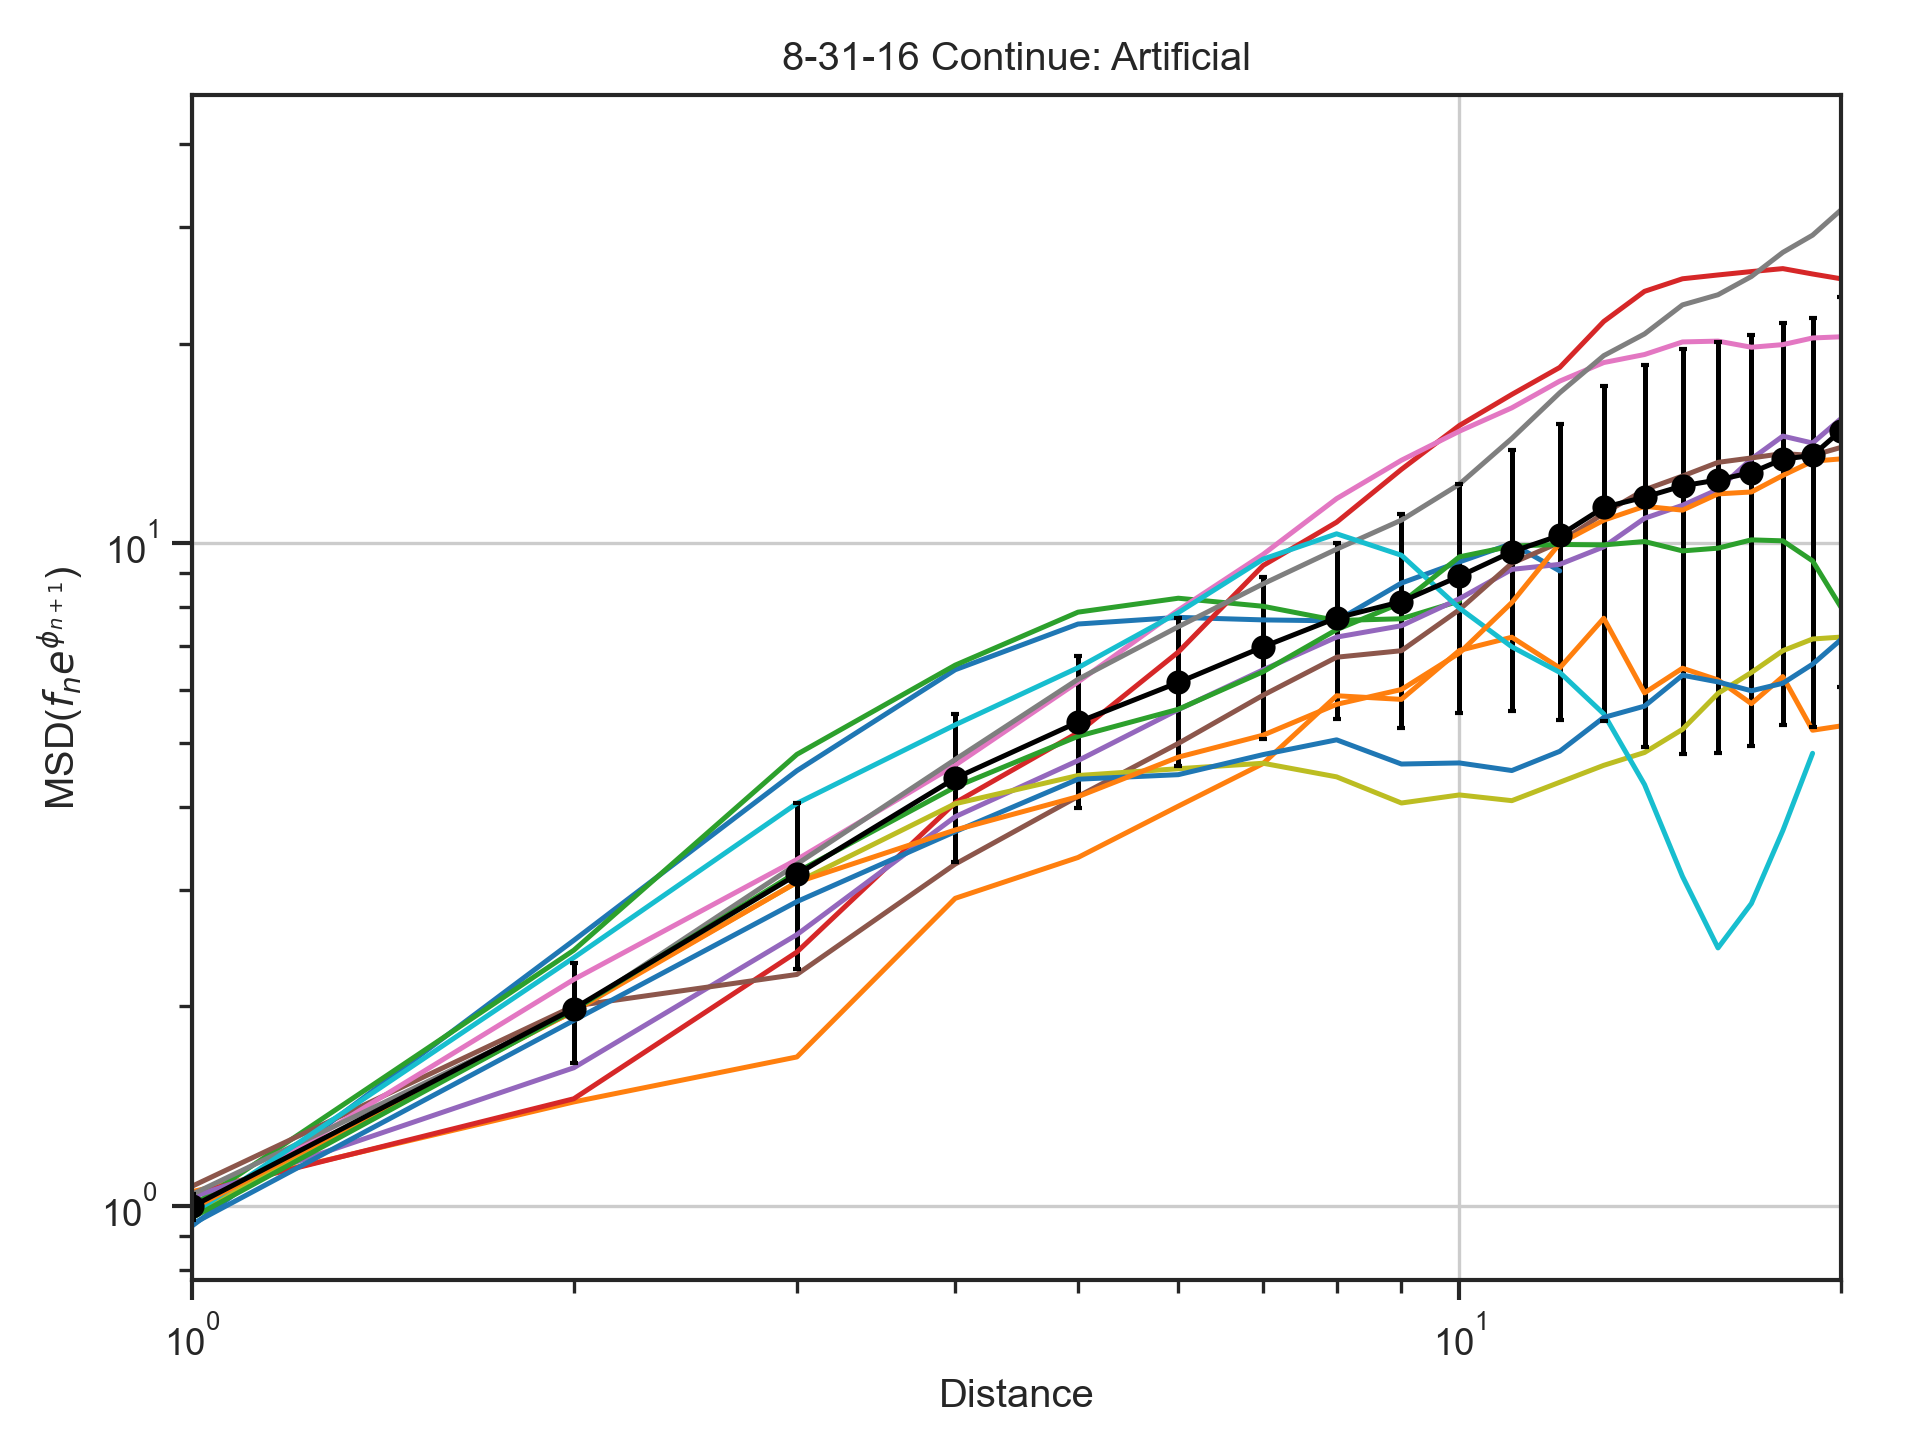 8-31-16 Continue: Artificial
MSD(fₙe^ϕₙ₊₁)
10¹
10⁰
10⁰ 10¹
Distance